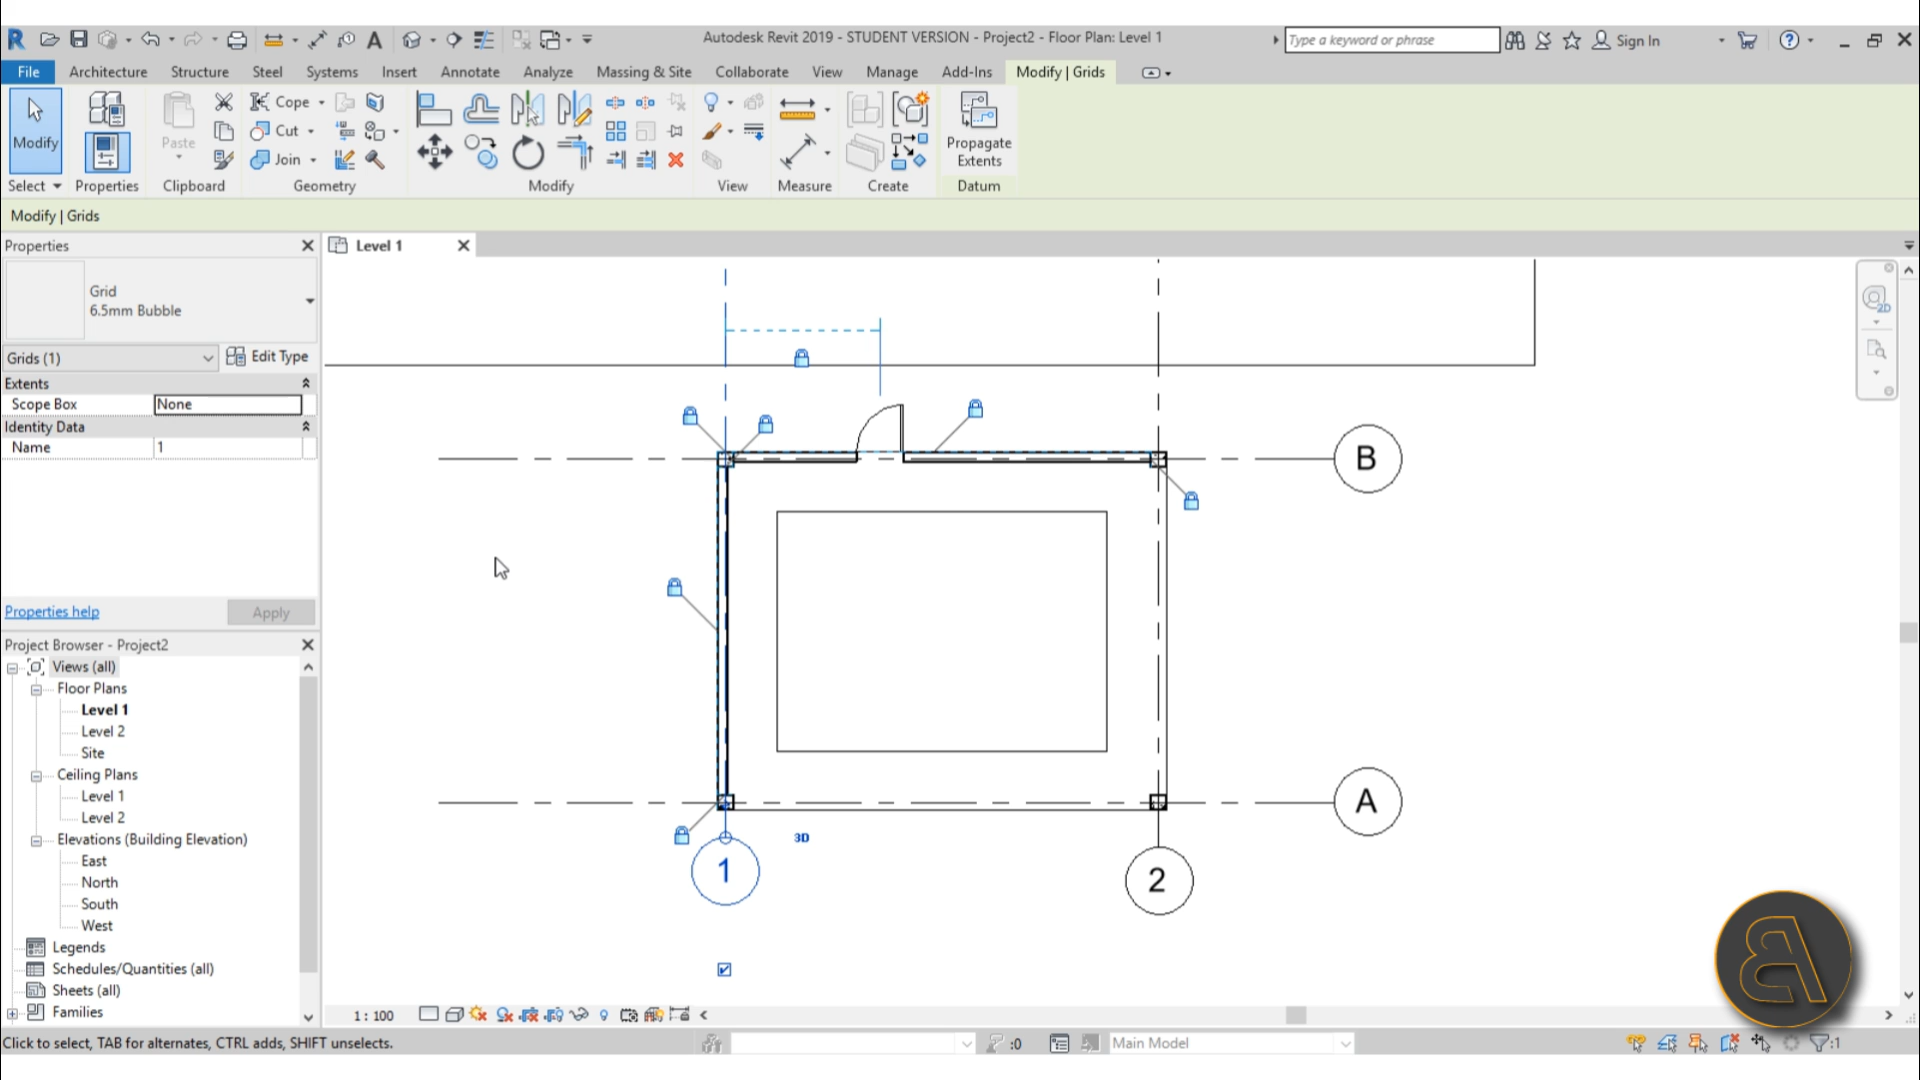 Autodesk Revit 2019 - STUDENT VERSION - Project2 - Floor Plan: Level 1
Type a keyword or phrase
Sign In
File Architecture Structure Steel Systems Insert Annotate Analyze Massing & Site Collaborate View Manage Add-Ins Modify | Grids
Modify
Paste
Cope
Cut
Join
Propagate
Extents
Select Properties Clipboard Geometry Modify View Measure Create Datum
Modify | Grids
Properties
Level 1
Grid
6.5mm Bubble
Grids (1)
Edit Type
Extents
Scope Box None
Identity Data
Name 1
Properties help
Apply
Project Browser - Project2
Views (all)
Floor Plans
Level 1
Level 2
Site
Ceiling Plans
Level 1
Level 2
Elevations (Building Elevation)
East
North
South
West
Legends
Schedules/Quantities (all)
Sheets (all)
Families
2D
B
A
3D
1
2
1 : 100
Click to select, TAB for alternates, CTRL adds, SHIFT unselects.
:0
Main Model
:1